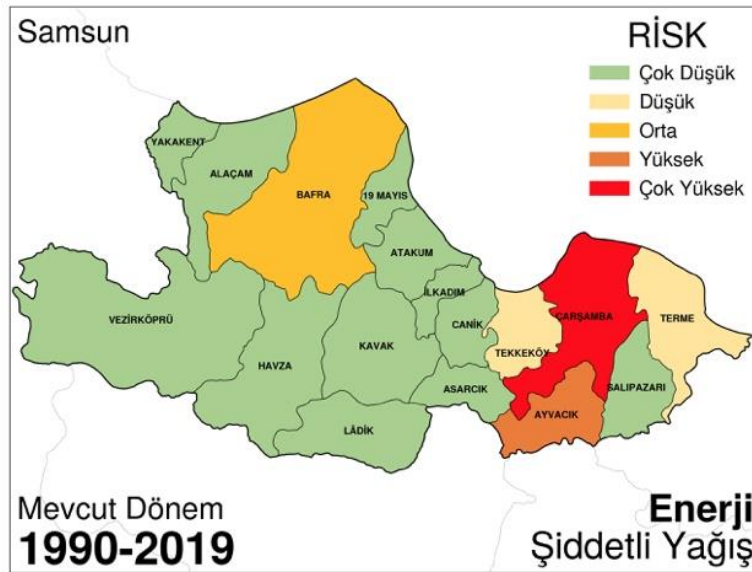 Samsun
RİSK
Çok Düşük
Düşük
Orta
Yüksek
Çok Yüksek
YAKAKENT
ALAÇAM
BAFRA
19 MAYIS
ATAKUM
İLKADIM
CANİK
VEZİRKÖPRÜ
HAVZA
KAVAK
TEKKEKÖY
ÇARŞAMBA
TERME
ASARCIK
SALIPAZARI
AYVACIK
LÂDİK
Mevcut Dönem
1990-2019
Enerji
Şiddetli Yağış